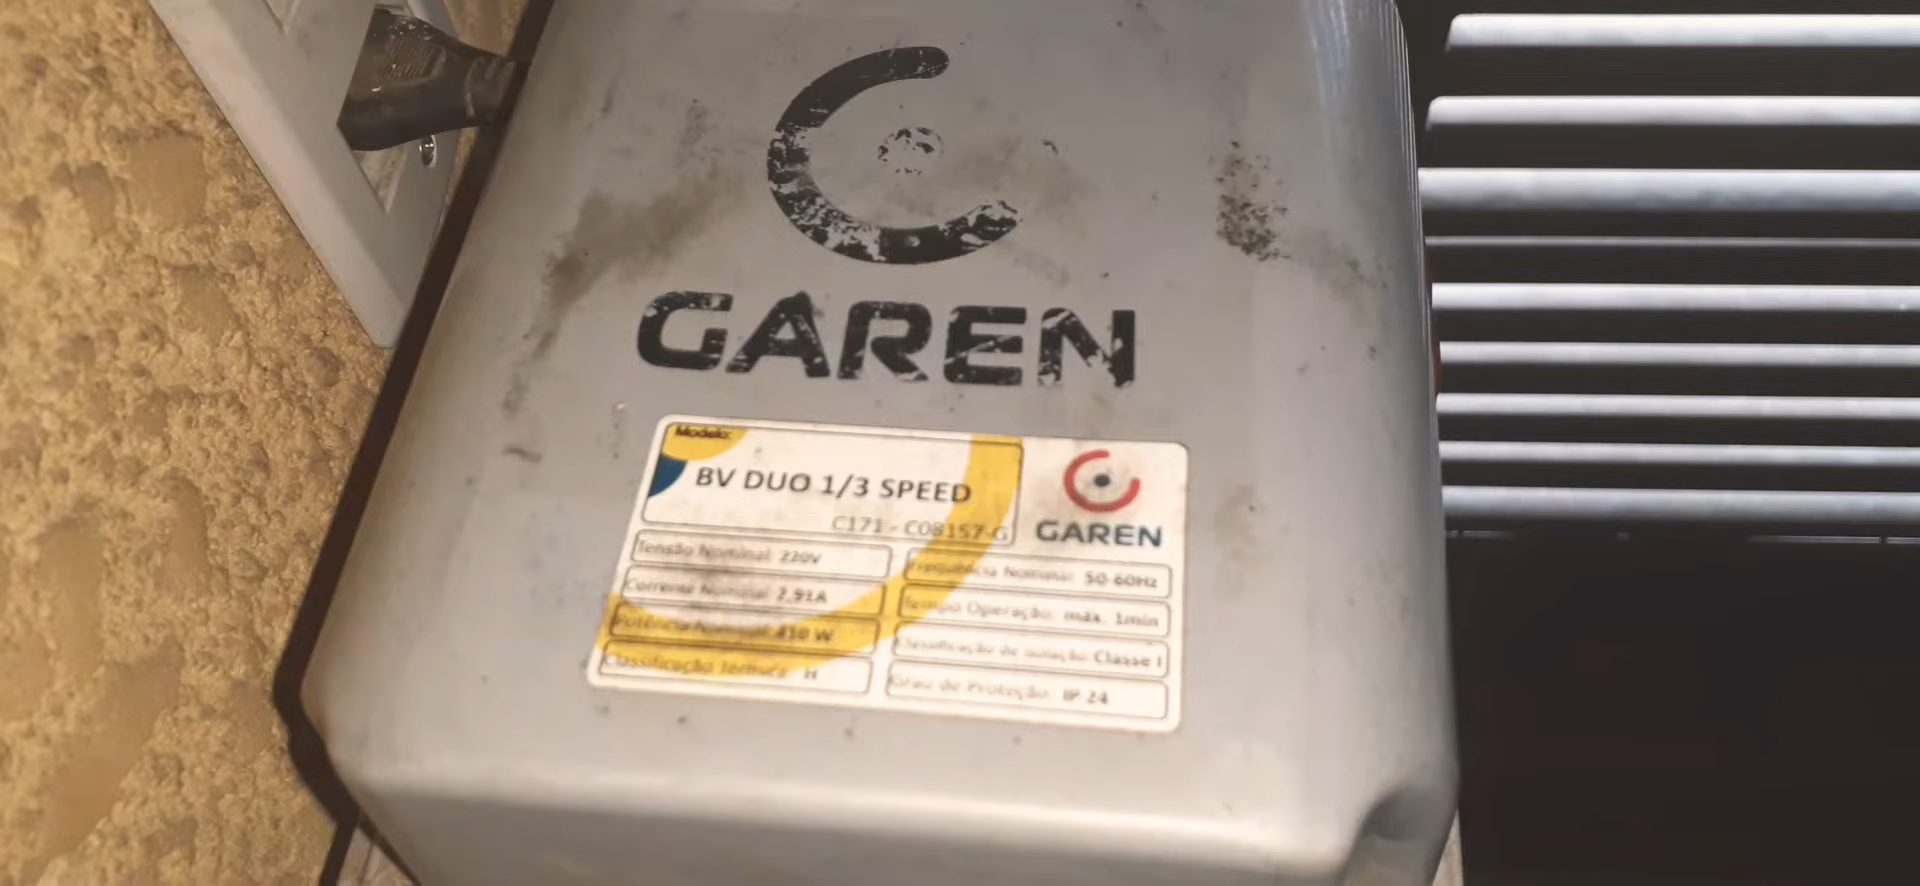 GAREN
Modelo:
BV DUO 1/3 SPEED
C171 - C08157-G
GAREN
Tensão Nominal: 220V
Frequência Nominal: 50-60Hz
Corrente Nominal: 2,91A
Tempo Operação: máx. 1min
Potência Nominal: W
Classificação de isolação: Classe I
Classificação térmica: H
Grau de Proteção: IP 24